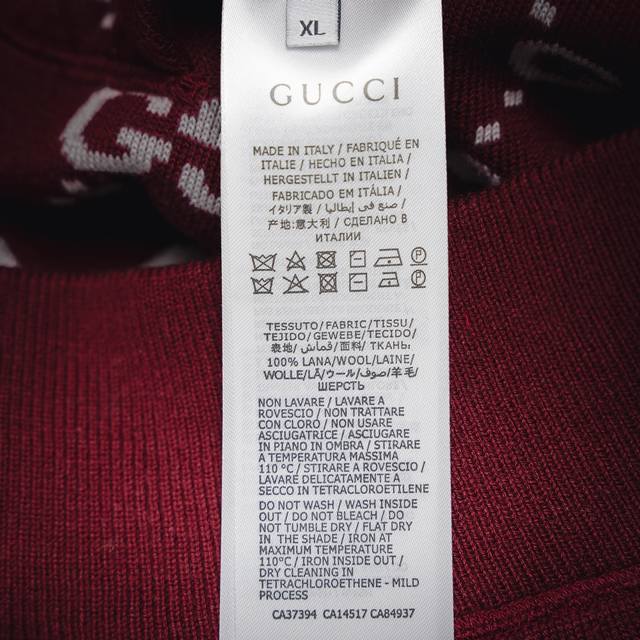 XL
GUCCI
G
MADE IN ITALY / FABRIQUÉ EN
ITALIE / HECHO EN ITALIA /
HERGESTELLT IN ITALIEN /
FABRICADO EM ITÁLIA /
イタリア製 / صنع في إيطاليا /
产地:意大利 / СДЕЛАНО В
ИТАЛИИ
P
P
TESSUTO/FABRIC/TISSU/
TEJIDO/GEWEBE/TECIDO/
表地/قماش/面料/ТКАНЬ
100% LANA/WOOL/LAINE/
WOLLE/LÃ/ウール/صوف/羊毛/
ШЕРСТЬ
NON LAVARE / LAVARE A
ROVESCIO / NON TRATTARE
CON CLORO / NON USARE
ASCIUGATRICE / ASCIUGARE
IN PIANO IN OMBRA / STIRARE
A TEMPERATURA MASSIMA
110 °C / STIRARE A ROVESCIO /
LAVARE DELICATAMENTE A
SECCO IN TETRACLOROETILENE
DO NOT WASH / WASH INSIDE
OUT / DO NOT BLEACH / DO
NOT TUMBLE DRY / FLAT DRY
IN THE SHADE / IRON AT
MAXIMUM TEMPERATURE
110°C / IRON INSIDE OUT /
DRY CLEANING IN
TETRACHLOROETHENE - MILD
PROCESS
CA37394 CA14517 CA84937